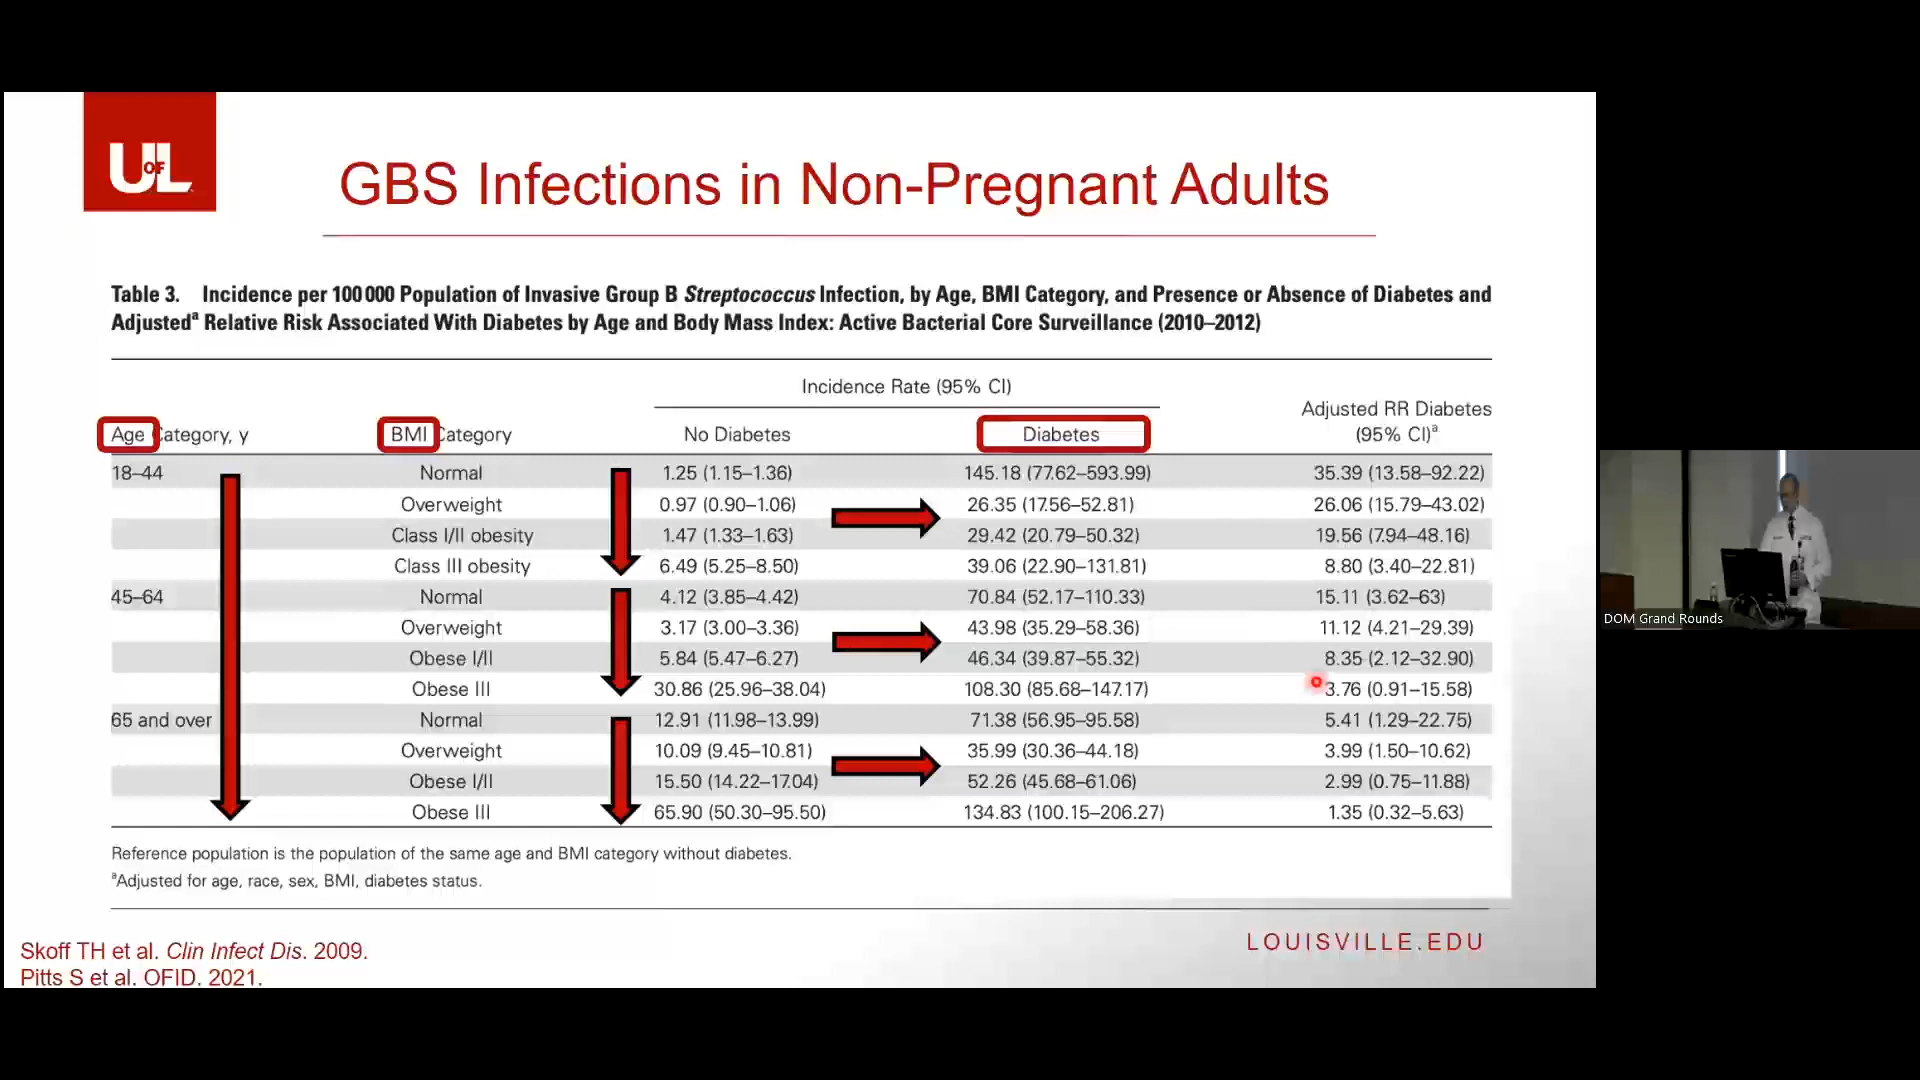 UOFL
GBS Infections in Non-Pregnant Adults
Table 3. Incidence per 100 000 Population of Invasive Group B Streptococcus Infection, by Age, BMI Category, and Presence or Absence of Diabetes and
Adjustedᵃ Relative Risk Associated With Diabetes by Age and Body Mass Index: Active Bacterial Core Surveillance (2010–2012)
Incidence Rate (95% CI)
Adjusted RR Diabetes
Age Category, y BMI Category No Diabetes Diabetes (95% CI)ᵃ
18–44 Normal 1.25 (1.15–1.36) 145.18 (77.62–593.99) 35.39 (13.58–92.22)
Overweight 0.97 (0.90–1.06) 26.35 (17.56–52.81) 26.06 (15.79–43.02)
Class I/II obesity 1.47 (1.33–1.63) 29.42 (20.79–50.32) 19.56 (7.94–48.16)
Class III obesity 6.49 (5.25–8.50) 39.06 (22.90–131.81) 8.80 (3.40–22.81)
45–64 Normal 4.12 (3.85–4.42) 70.84 (52.17–110.33) 15.11 (3.62–63)
Overweight 3.17 (3.00–3.36) 43.98 (35.29–58.36) 11.12 (4.21–29.39)
Obese I/II 5.84 (5.47–6.27) 46.34 (39.87–55.32) 8.35 (2.12–32.90)
Obese III 30.86 (25.96–38.04) 108.30 (85.68–147.17) 3.76 (0.91–15.58)
65 and over Normal 12.91 (11.98–13.99) 71.38 (56.95–95.58) 5.41 (1.29–22.75)
Overweight 10.09 (9.45–10.81) 35.99 (30.36–44.18) 3.99 (1.50–10.62)
Obese I/II 15.50 (14.22–17.04) 52.26 (45.68–61.06) 2.99 (0.75–11.88)
Obese III 65.90 (50.30–95.50) 134.83 (100.15–206.27) 1.35 (0.32–5.63)
Reference population is the population of the same age and BMI category without diabetes.
ᵃAdjusted for age, race, sex, BMI, diabetes status.
Skoff TH et al. Clin Infect Dis. 2009.
Pitts S et al. OFID. 2021.
LOUISVILLE.EDU
DOM Grand Rounds